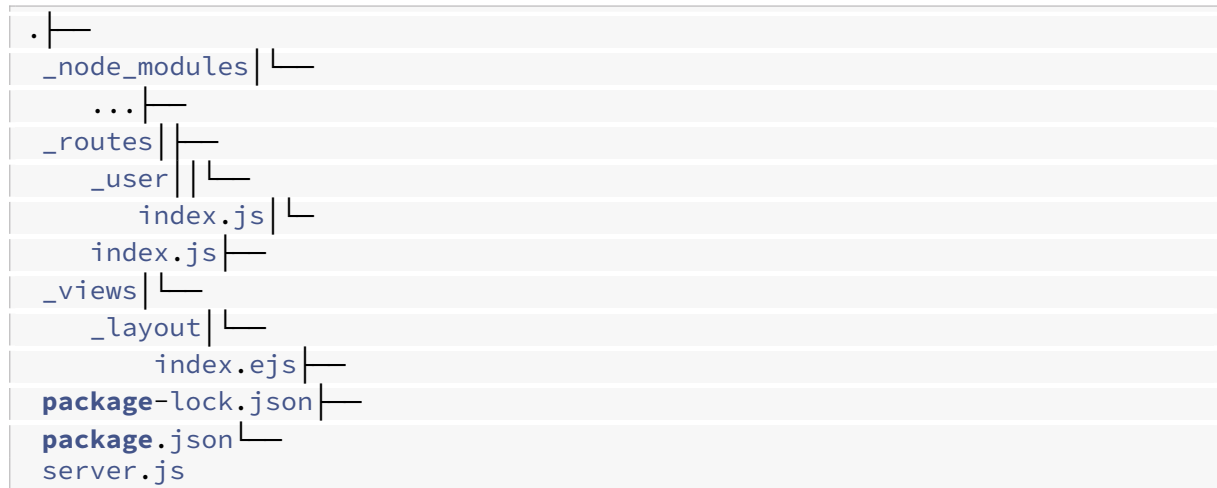 .├──
_node_modules│└──
...├──
_routes│├──
_user││└──
index.js│└─
index.js├──
_views│└──
_layout│└──
index.ejs├──
package-lock.json├──
package.json└──
server.js